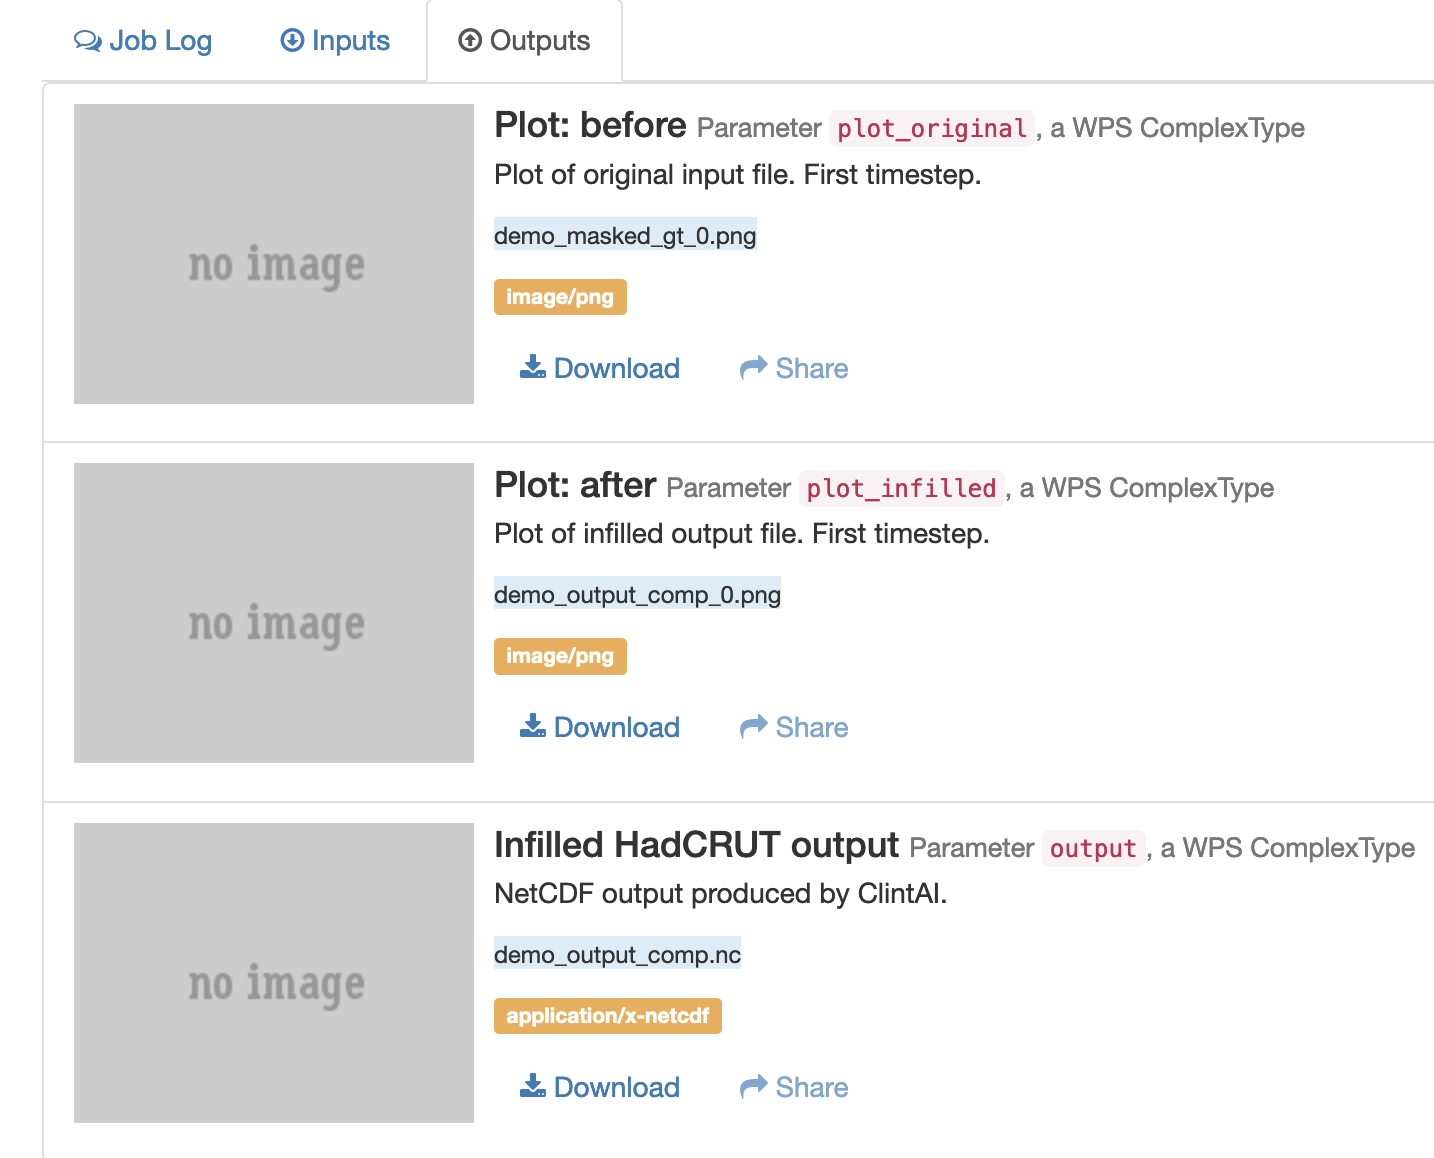 Job Log Inputs Outputs
no image
Plot: before Parameter plot_original, a WPS ComplexType
Plot of original input file. First timestep.
demo_masked_gt_0.png
image/png
Download Share
no image
Plot: after Parameter plot_infilled, a WPS ComplexType
Plot of infilled output file. First timestep.
demo_output_comp_0.png
image/png
Download Share
no image
Infilled HadCRUT output Parameter output, a WPS ComplexType
NetCDF output produced by ClintAI.
demo_output_comp.nc
application/x-netcdf
Download Share